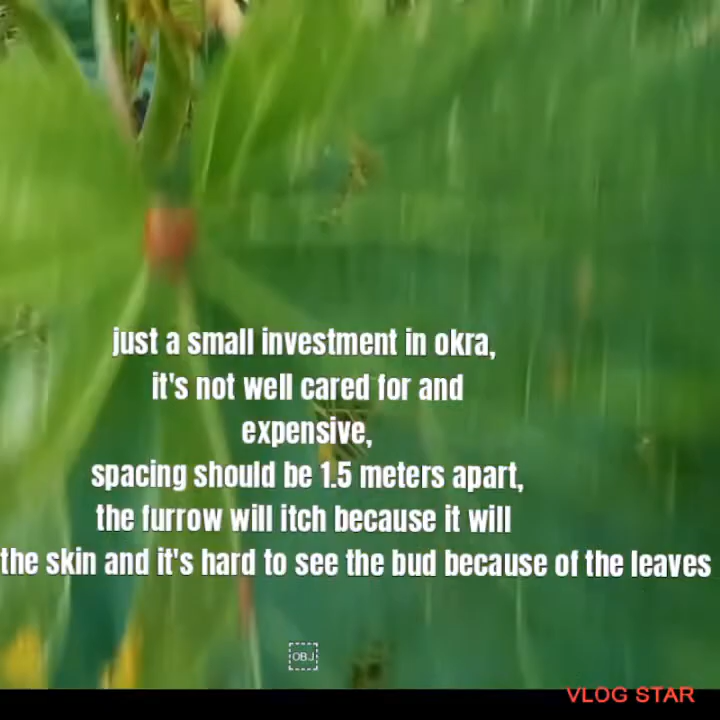 just a small investment in okra,
it's not well cared for and
expensive,
spacing should be 1.5 meters apart,
the furrow will itch because it will
the skin and it's hard to see the bud because of the leaves
OBJ
VLOG STAR